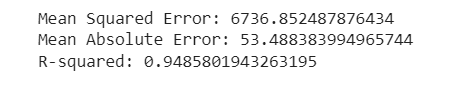 Mean Squared Error: 6736.852487876434
Mean Absolute Error: 53.488383994965744
R-squared: 0.9485801943263195